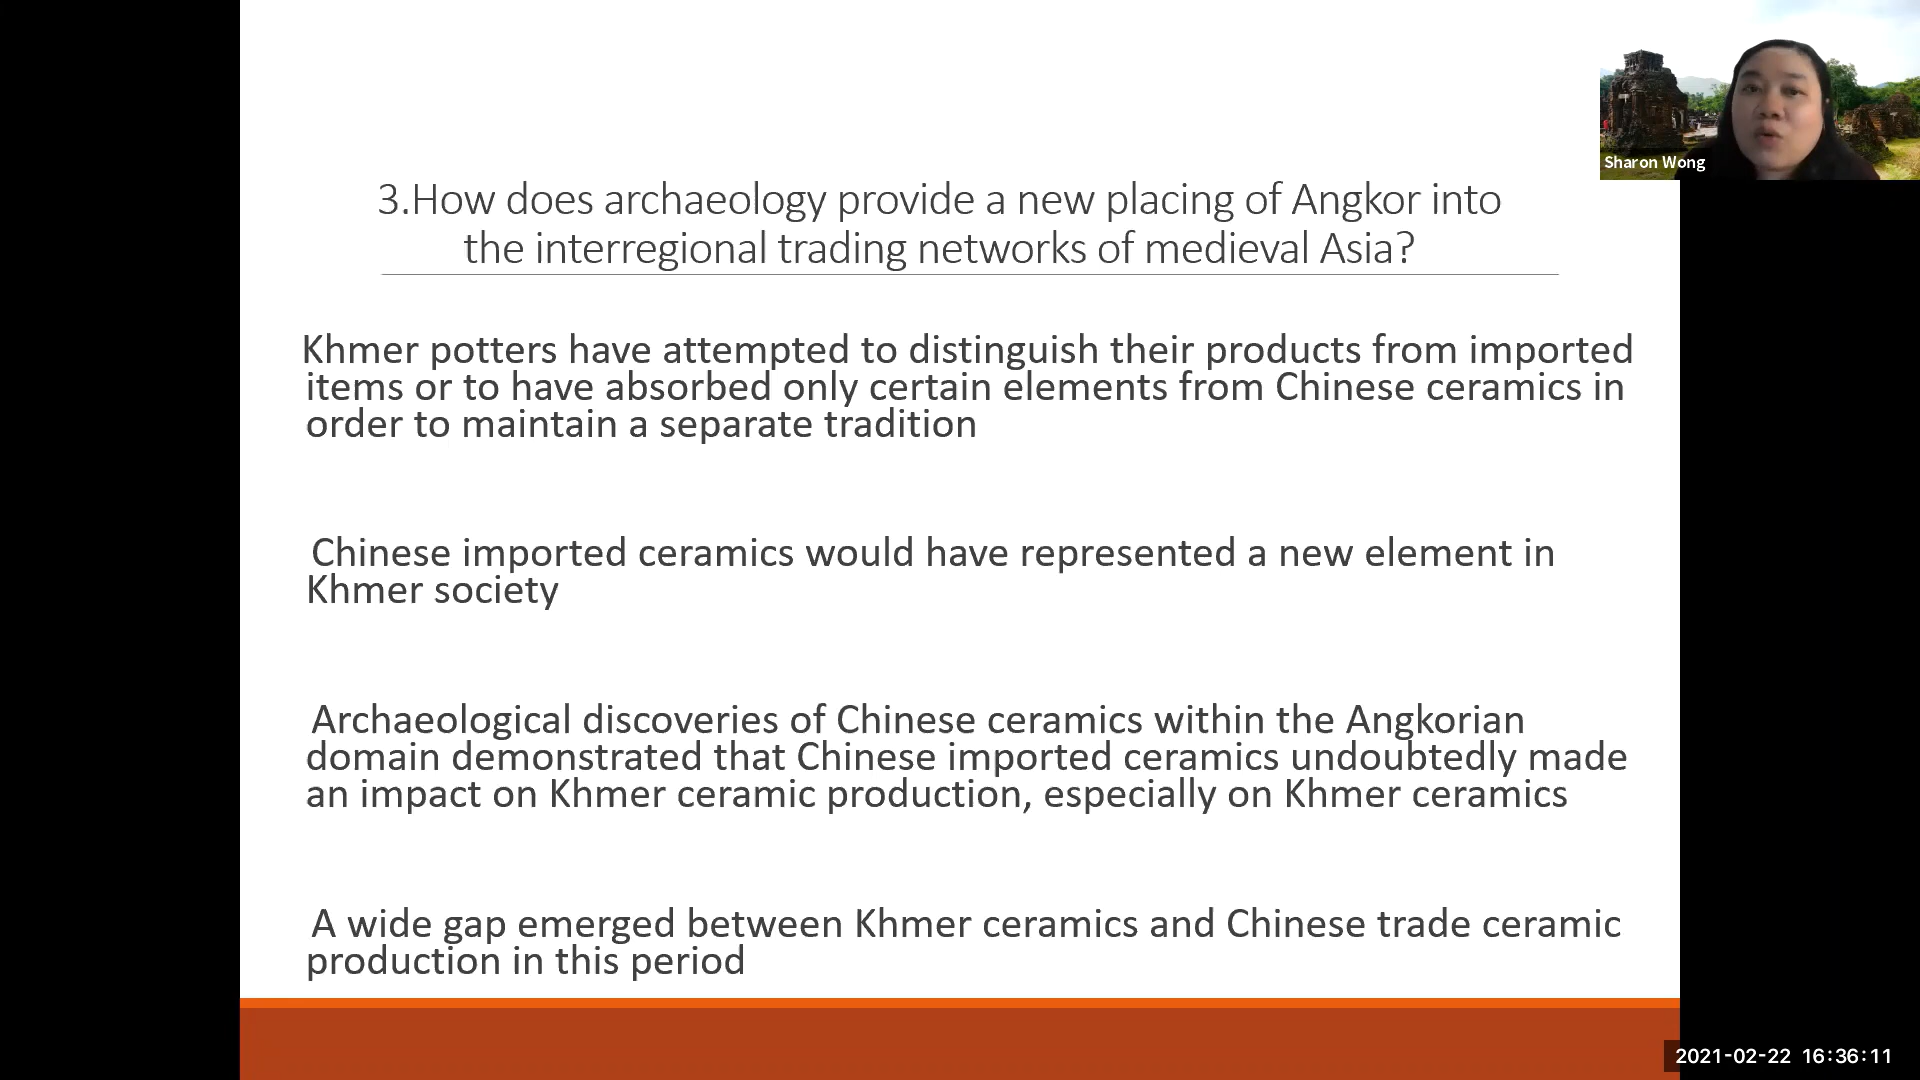 Sharon Wong
3.How does archaeology provide a new placing of Angkor into
the interregional trading networks of medieval Asia?
Khmer potters have attempted to distinguish their products from imported
items or to have absorbed only certain elements from Chinese ceramics in
order to maintain a separate tradition
Chinese imported ceramics would have represented a new element in
Khmer society
Archaeological discoveries of Chinese ceramics within the Angkorian
domain demonstrated that Chinese imported ceramics undoubtedly made
an impact on Khmer ceramic production, especially on Khmer ceramics
A wide gap emerged between Khmer ceramics and Chinese trade ceramic
production in this period
2021-02-22 16:36:11